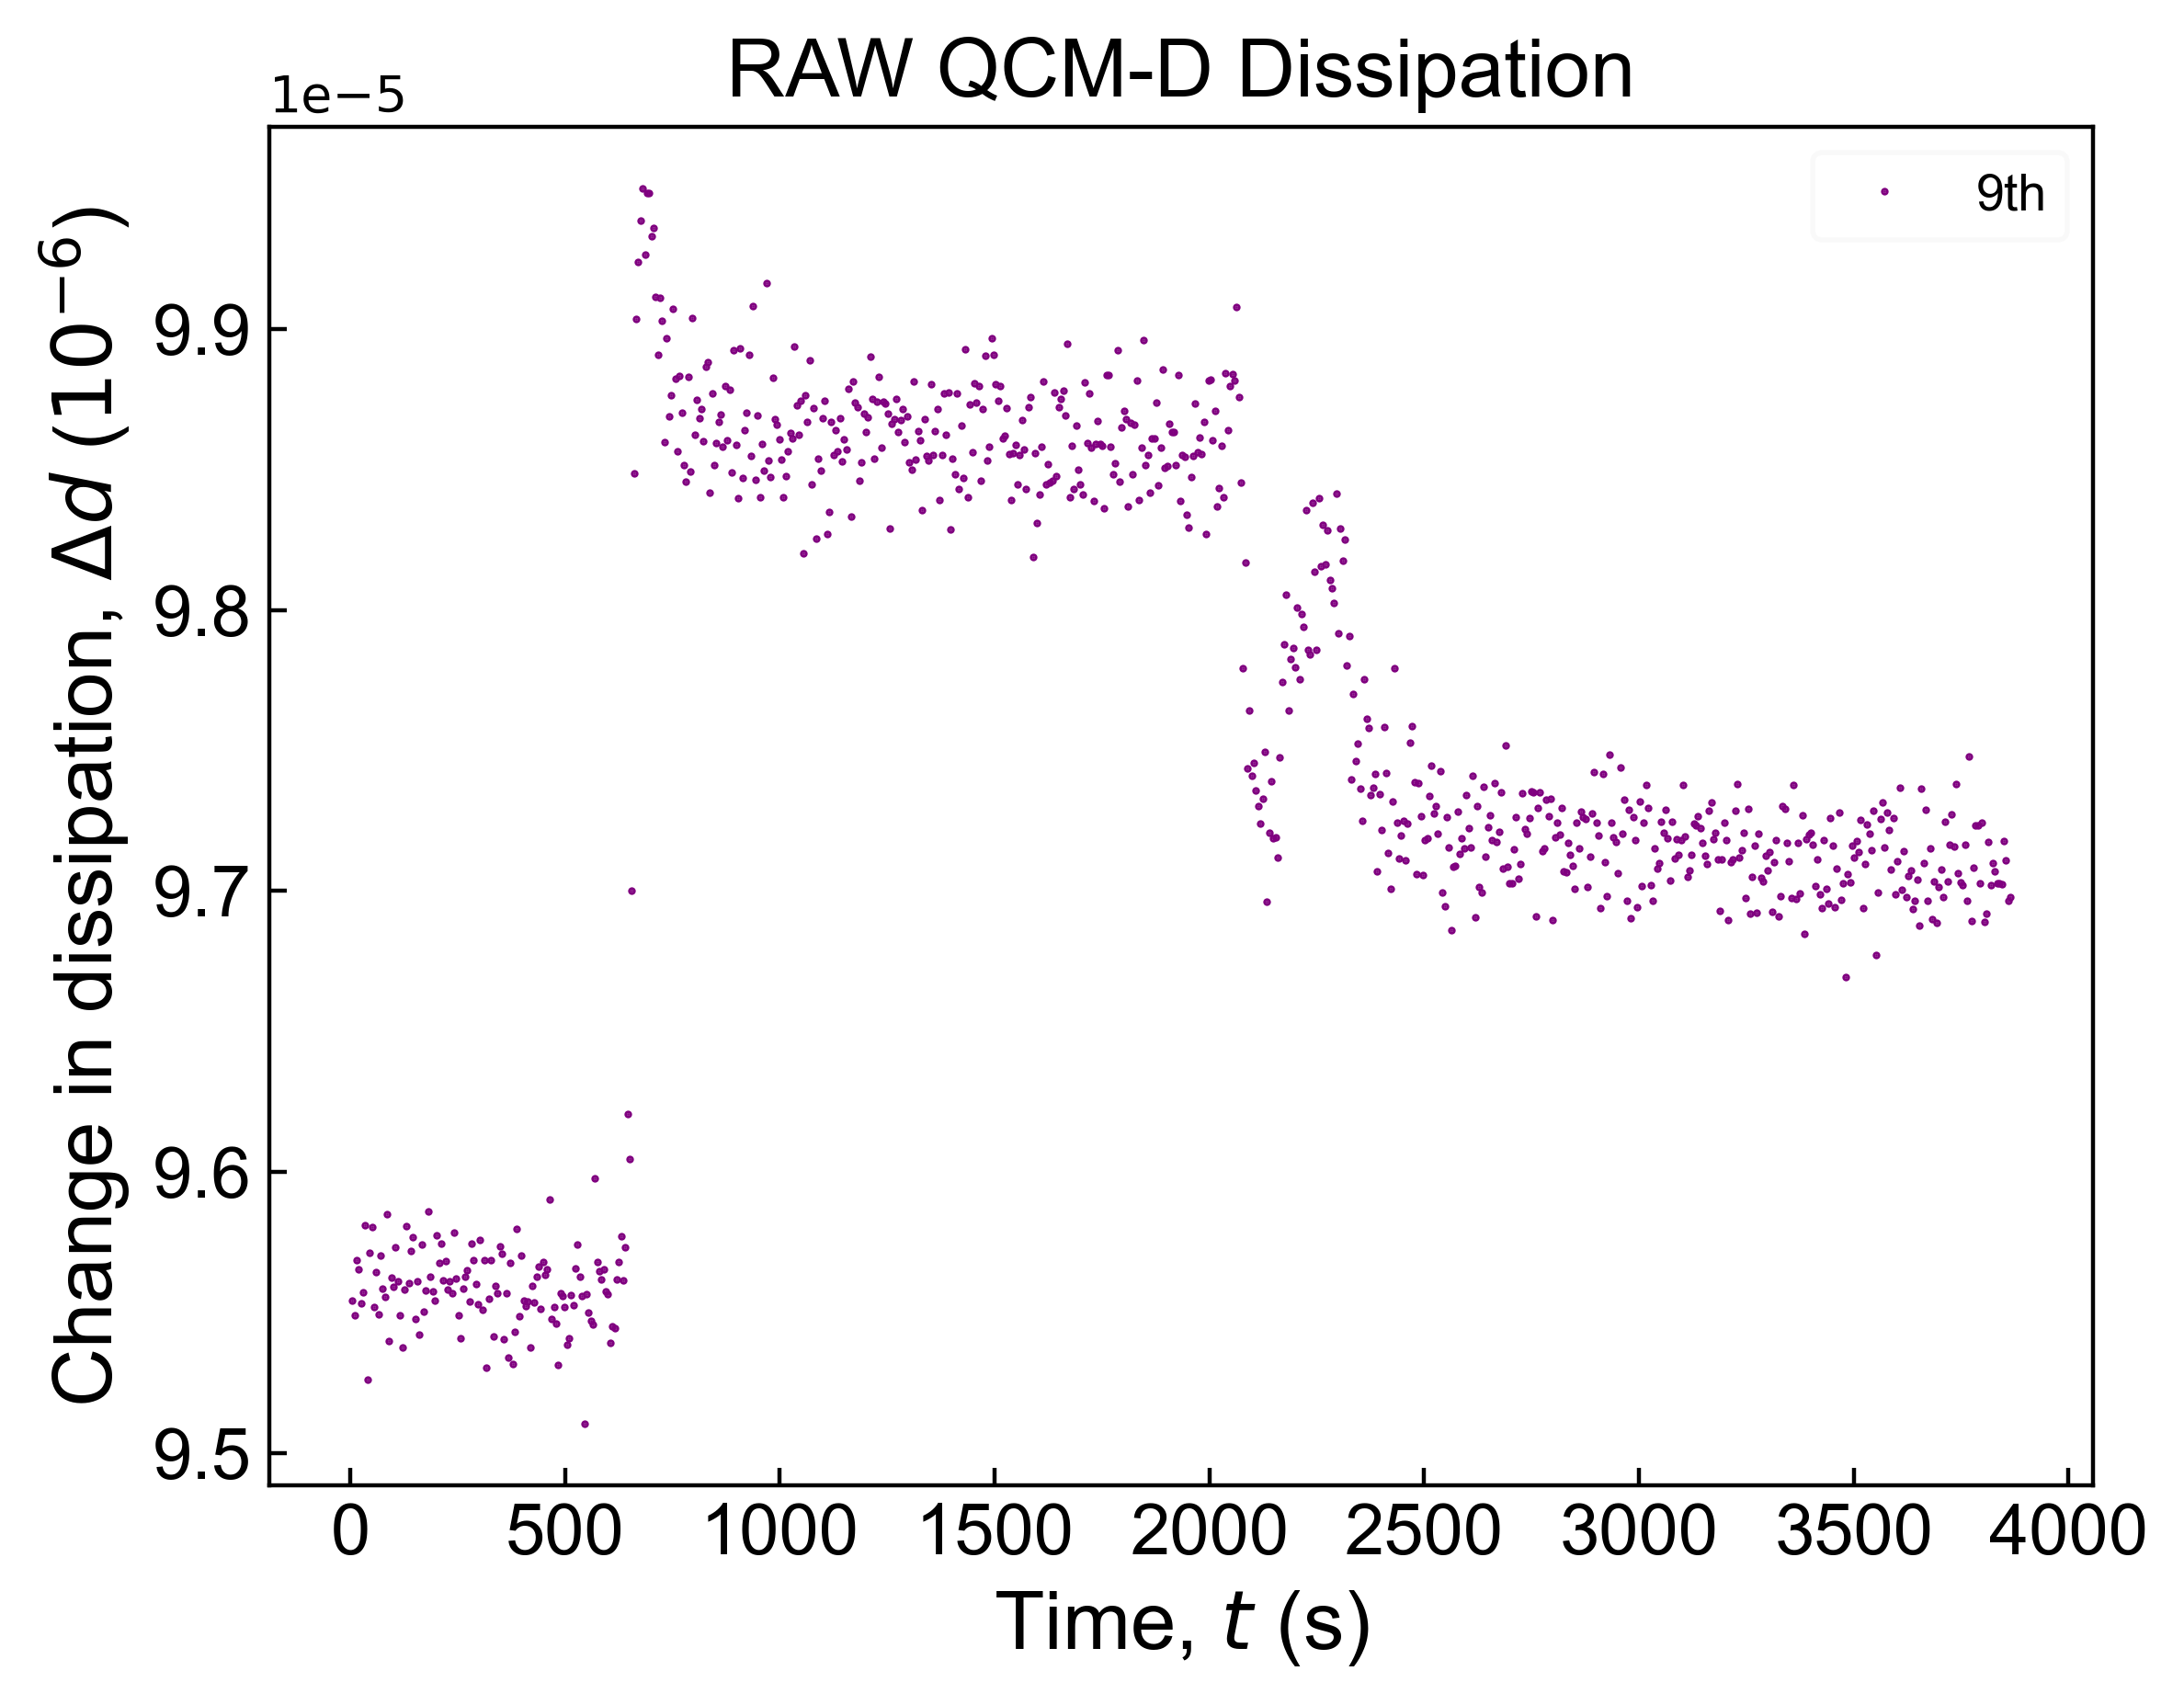 RAW QCM-D Dissipation
1e−5
9th
Change in dissipation, Δd (10⁻⁶)
9.9
9.8
9.7
9.6
9.5
0 500 1000 1500 2000 2500 3000 3500 4000
Time, t (s)